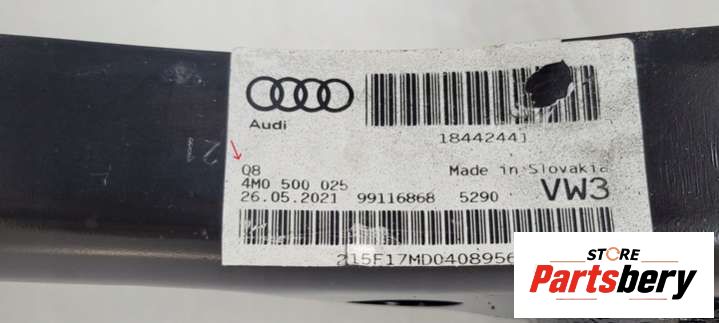 Audi
18442441
Q8 Made in Slovakia
4M0 500 025
26.05.2021 99116868 5290 VW3
215F17MD0408956
STORE
Partsbery